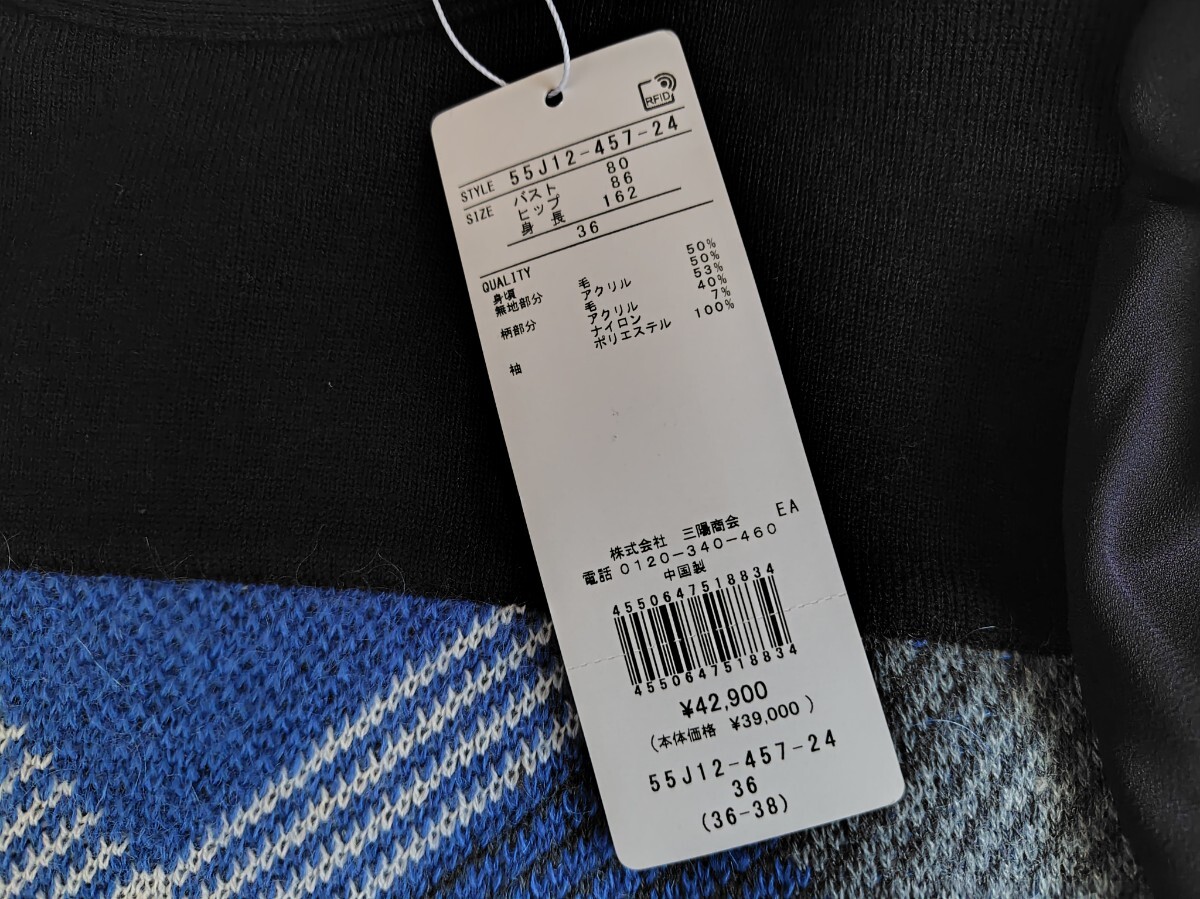 RFID
STYLE 55J12-457-24
SIZE バスト 80
ヒップ 86
身 長 162
36
QUALITY
身頃
無地部分 毛 50%
アクリル 50%
柄部分 毛 53%
アクリル 40%
ナイロン 7%
袖 ポリエステル 100%
株式会社 三陽商会 EA
電話 0120-340-460
中国製
4550647518834
4550647518834
¥42,900
(本体価格 ¥39,000)
55J12-457-24
36
(36-38)